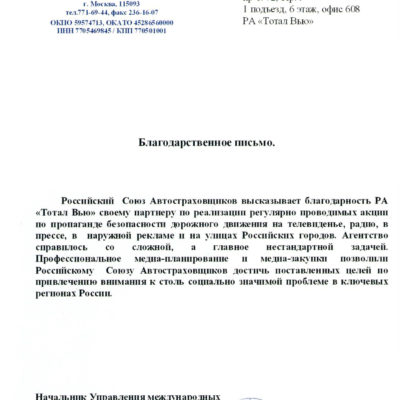 г. Москва, 115093
тел.771-69-44, факс 236-16-07
ОКПО 59574713, ОКАТО 45286560000
ИНН 7705469845 / КПП 770501001
1 подъезд, 6 этаж, офис 608
РА «Тотал Вью»
Благодарственное письмо.
Российский Союз Автостраховщиков высказывает благодарность РА
«Тотал Вью» своему партнеру по реализации регулярно проводимых акции
по пропаганде безопасности дорожного движения на телевиденье, радио, в
прессе, в наружной рекламе и на улицах Российских городов. Агентство
справилось со сложной, а главное нестандартной задачей.
Профессиональное медиа-планирование и медиа-закупки позволили
Российскому Союзу Автостраховщиков достичь поставленных целей по
привлечению внимания к столь социально значимой проблеме в ключевых
регионах России.
Начальник Управления международных